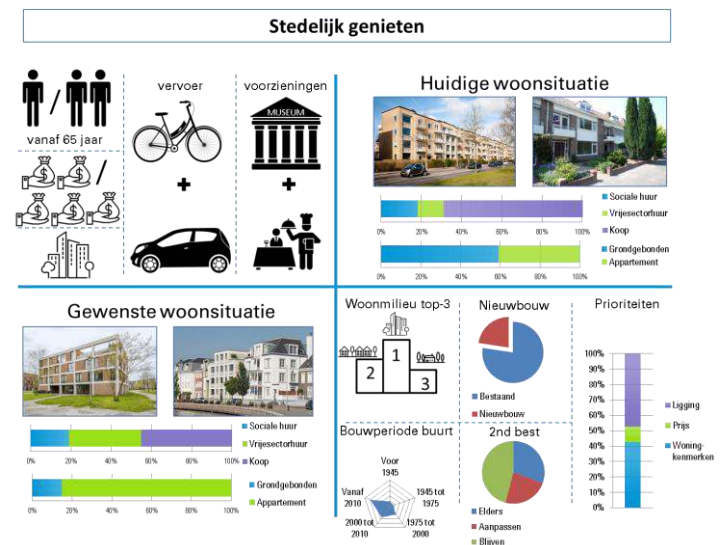 Stedelijk genieten
vanaf 65 jaar
vervoer
voorzieningen
MUSEUM
Huidige woonsituatie
Sociale huur
Vrijesectorhuur
Koop
0% 20% 40% 60% 80% 100%
Grondgebonden
Appartement
0% 20% 40% 60% 80% 100%
Gewenste woonsituatie
Sociale huur
Vrijesectorhuur
Koop
0% 20% 40% 60% 80% 100%
Grondgebonden
Appartement
0% 20% 40% 60% 80% 100%
Woonmilieu top-3
1
2
3
Nieuwbouw
Bestaand
Nieuwbouw
Bouwperiode buurt
Voor
1945
1945 tot
1975
1975 tot
2000
2000 tot
2010
Vanaf
2010
2nd best
Elders
Aanpassen
Blijven
Prioriteiten
100%
90%
80%
70%
60%
50%
40%
30%
20%
10%
0%
Ligging
Prijs
Woning-
kenmerken